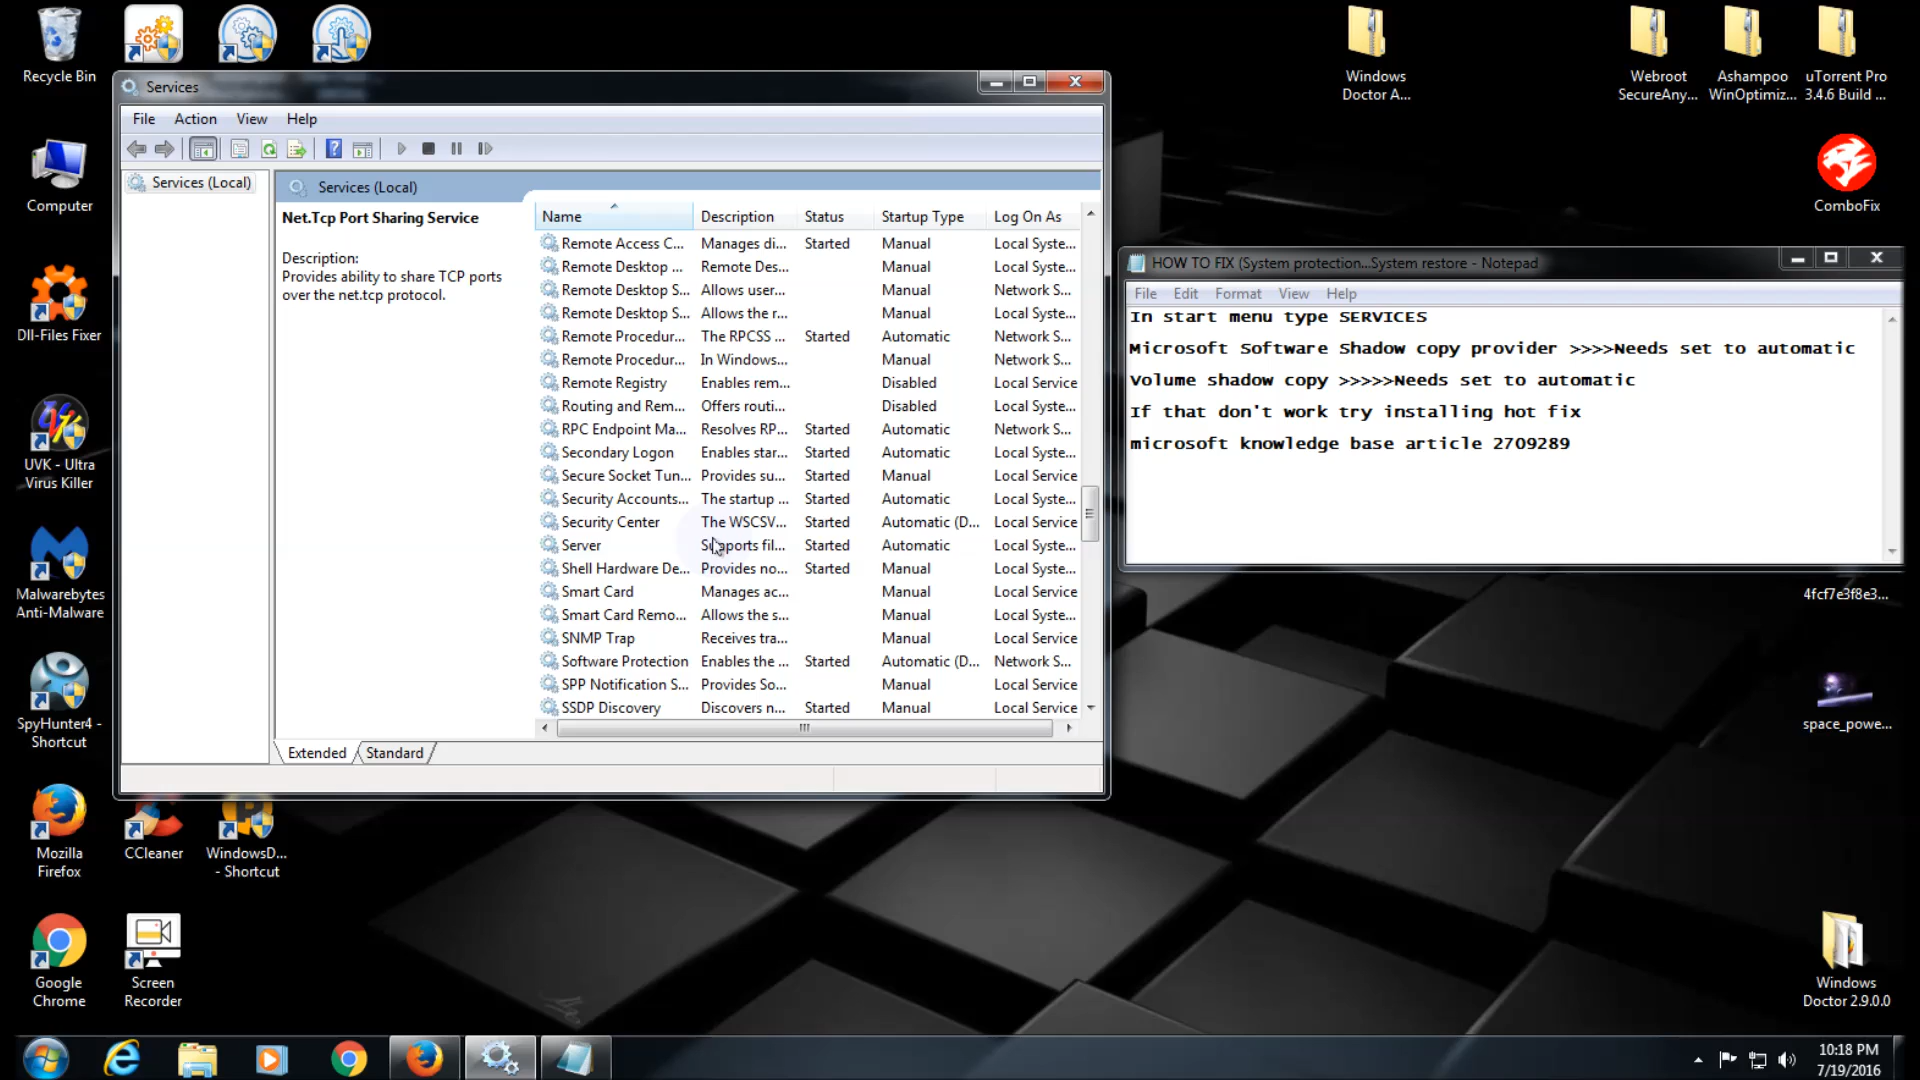 Recycle Bin
Computer
Dll-Files Fixer
UVK - Ultra
Virus Killer
Malwarebytes
Anti-Malware
SpyHunter4 -
Shortcut
Mozilla
Firefox
CCleaner
WindowsD...
- Shortcut
Google
Chrome
Screen
Recorder
Windows
Doctor A...
Webroot
SecureAny...
Ashampoo
WinOptimiz...
uTorrent Pro
3.4.6 Build ...
ComboFix
4fcf7e3f8e3...
space_powe...
Windows
Doctor 2.9.0.0
Services
File Action View Help
Services (Local)
Services (Local)
Net.Tcp Port Sharing Service
Description:
Provides ability to share TCP ports
over the net.tcp protocol.
Name Description Status Startup Type Log On As
Remote Access C... Manages di... Started Manual Local Syste...
Remote Desktop ... Remote Des... Manual Local Syste...
Remote Desktop S... Allows user... Manual Network S...
Remote Desktop S... Allows the r... Manual Local Syste...
Remote Procedur... The RPCSS ... Started Automatic Network S...
Remote Procedur... In Windows... Manual Network S...
Remote Registry Enables rem... Disabled Local Service
Routing and Rem... Offers routi... Disabled Local Syste...
RPC Endpoint Ma... Resolves RP... Started Automatic Network S...
Secondary Logon Enables star... Started Automatic Local Syste...
Secure Socket Tun... Provides su... Started Manual Local Service
Security Accounts... The startup ... Started Automatic Local Syste...
Security Center The WSCSV... Started Automatic (D... Local Service
Server Supports fil... Started Automatic Local Syste...
Shell Hardware De... Provides no... Started Manual Local Syste...
Smart Card Manages ac... Manual Local Service
Smart Card Remo... Allows the s... Manual Local Syste...
SNMP Trap Receives tra... Manual Local Service
Software Protection Enables the ... Started Automatic (D... Network S...
SPP Notification S... Provides So... Manual Local Service
SSDP Discovery Discovers n... Started Manual Local Service
Extended Standard
HOW TO FIX (System protection...System restore - Notepad
File Edit Format View Help
In start menu type SERVICES
Microsoft Software Shadow copy provider >>>>Needs set to automatic
Volume shadow copy >>>>>Needs set to automatic
If that don't work try installing hot fix
microsoft knowledge base article 2709289
10:18 PM
7/19/2016